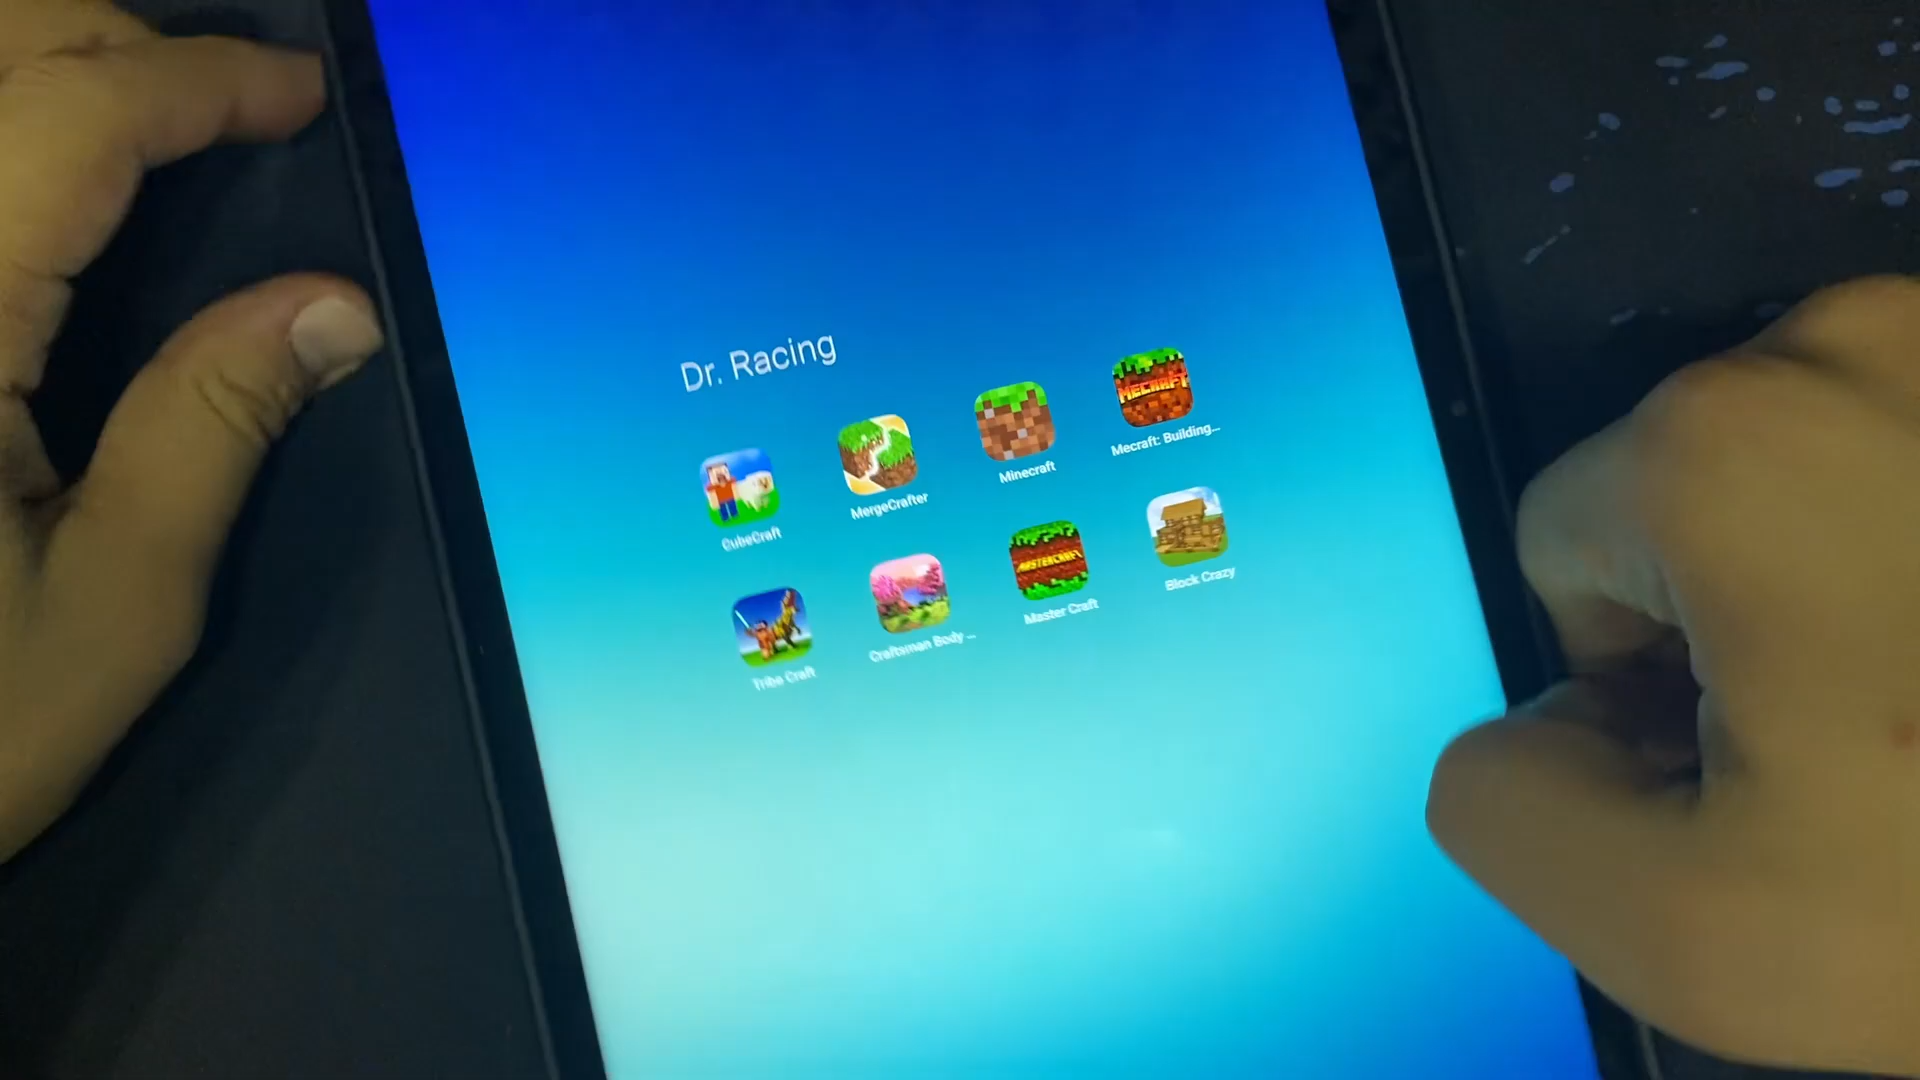 Dr. Racing
CubeCraft
MergeCrafter
Minecraft
MECRAFT
Mecraft: Building...
Tribe Craft
Craftsman Body ...
MASTERCRAFT
Master Craft
Block Crazy